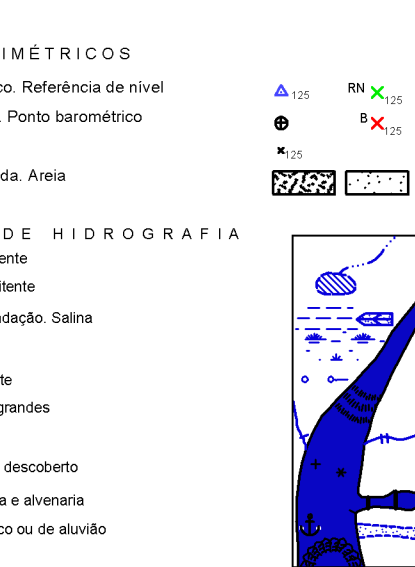 IMÉTRICOS
co. Referência de nível
125
RN
125
. Ponto barométrico
B
125
125
da. Areia
DE HIDROGRAFIA
ente
itente
ndação. Salina
te
grandes
descoberto
a e alvenaria
co ou de aluvião